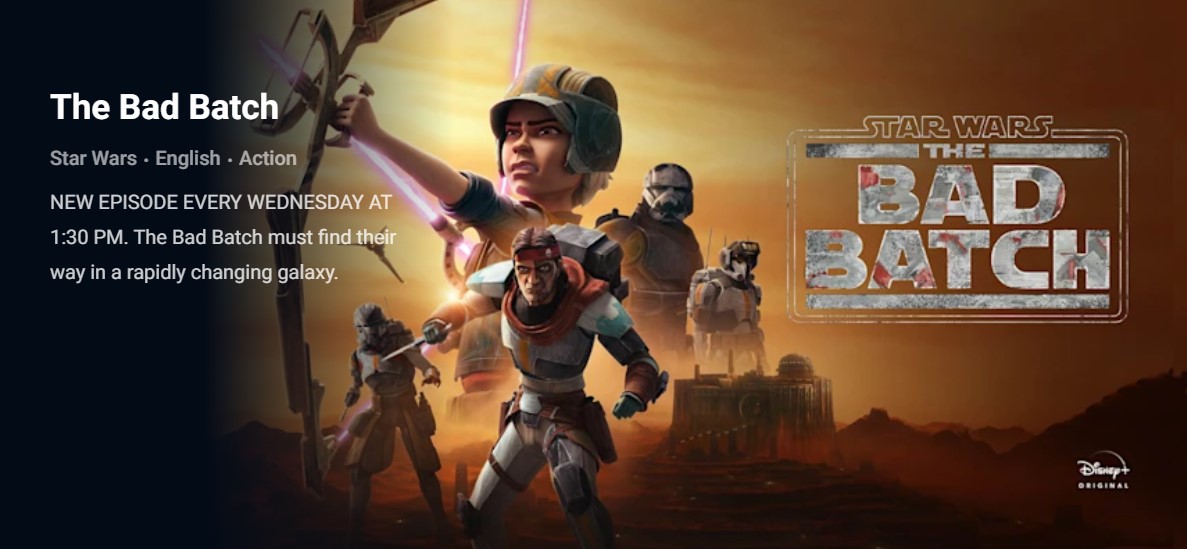 The Bad Batch
Star Wars • English • Action
NEW EPISODE EVERY WEDNESDAY AT
1:30 PM. The Bad Batch must find their
way in a rapidly changing galaxy.
STAR WARS
THE
BAD
BATCH
Disney+
ORIGINAL